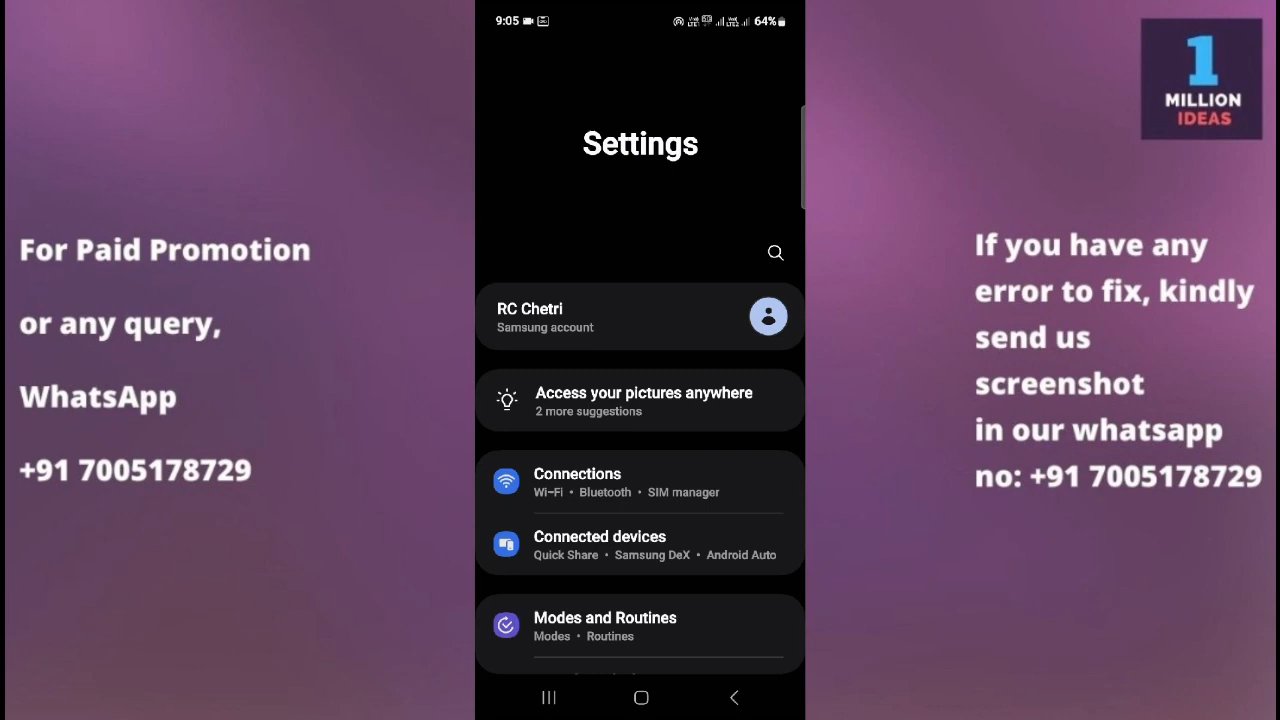 9:05
64%
1
MILLION
IDEAS
Settings
For Paid Promotion
or any query,
WhatsApp
+91 7005178729
If you have any
error to fix, kindly
send us
screenshot
in our whatsapp
no: +91 7005178729
RC Chetri
Samsung account
Access your pictures anywhere
2 more suggestions
Connections
Wi-Fi • Bluetooth • SIM manager
Connected devices
Quick Share • Samsung DeX • Android Auto
Modes and Routines
Modes • Routines